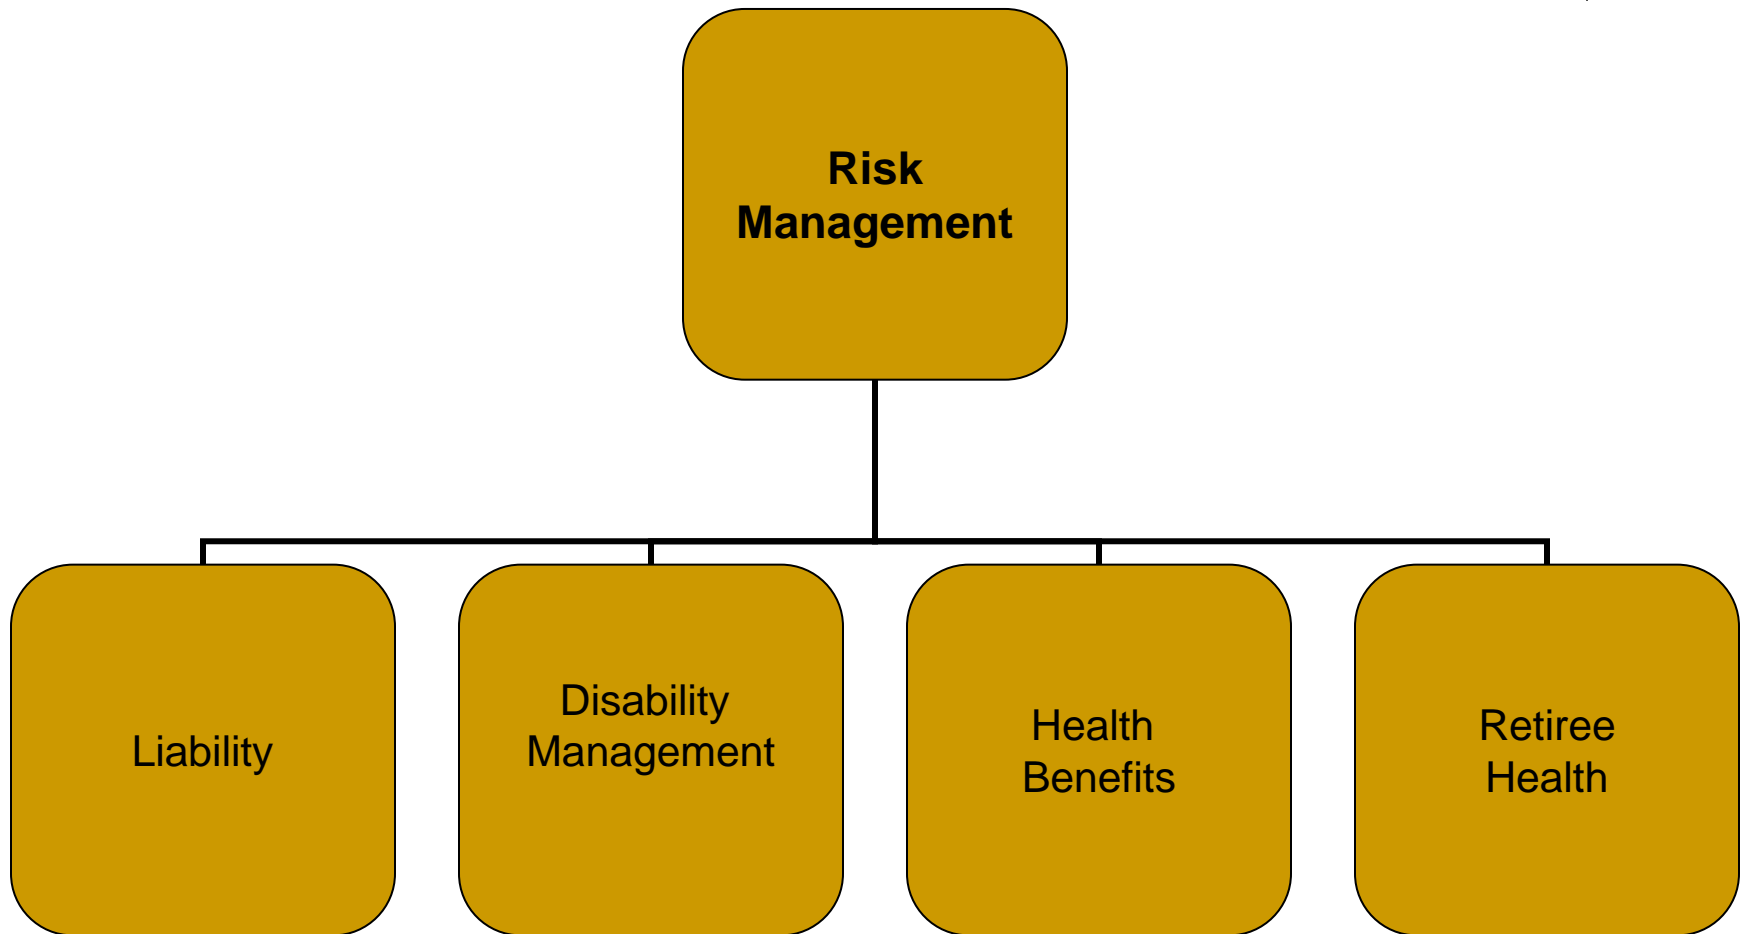 Risk
Management
Liability
Disability
Management
Health
Benefits
Retiree
Health